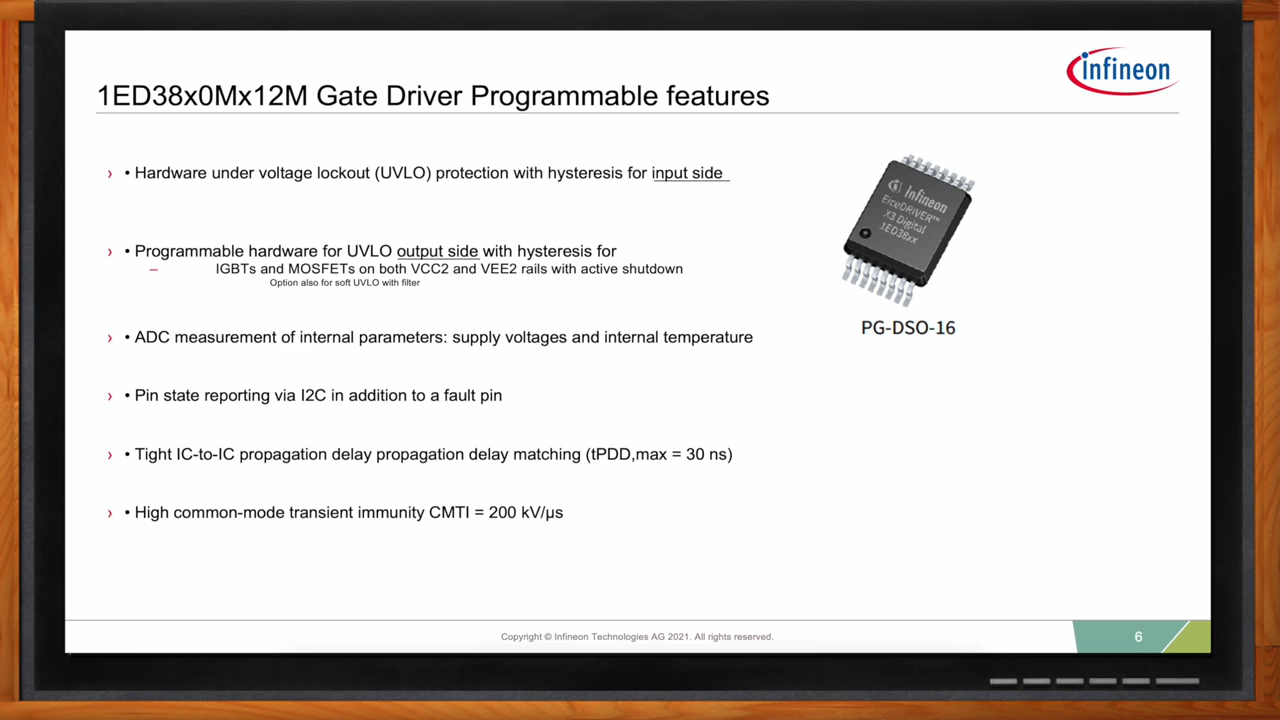 infineon
1ED38x0Mx12M Gate Driver Programmable features
› • Hardware under voltage lockout (UVLO) protection with hysteresis for input side
› • Programmable hardware for UVLO output side with hysteresis for
– IGBTs and MOSFETs on both VCC2 and VEE2 rails with active shutdown
Option also for soft UVLO with filter
› • ADC measurement of internal parameters: supply voltages and internal temperature
› • Pin state reporting via I2C in addition to a fault pin
› • Tight IC-to-IC propagation delay propagation delay matching (tPDD,max = 30 ns)
› • High common-mode transient immunity CMTI = 200 kV/µs
Infineon
EiceDRIVER™
X3 Digital
1ED38xx
PG-DSO-16
Copyright © Infineon Technologies AG 2021. All rights reserved.
6